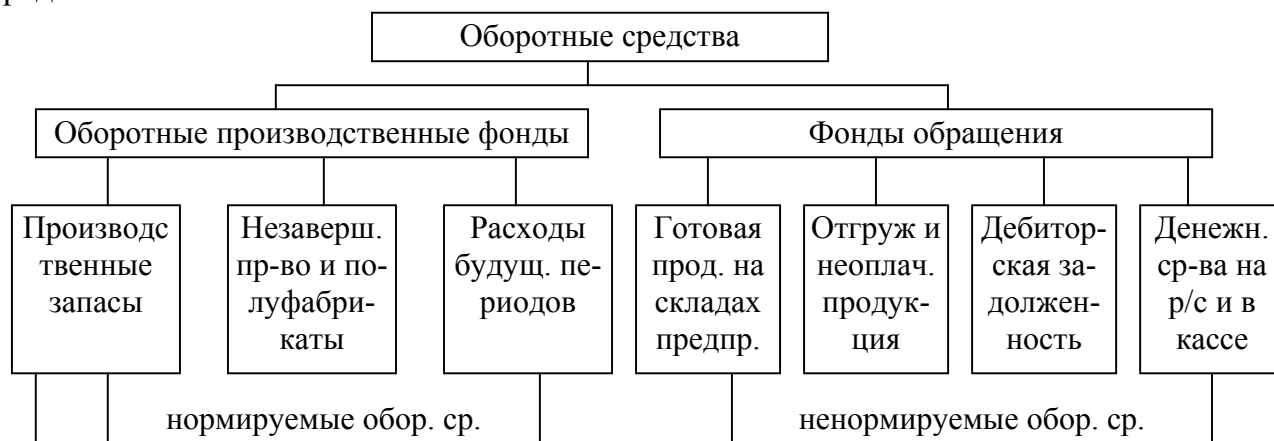 Оборотные средства
Оборотные производственные фонды
Фонды обращения
Производс
твенные
запасы
Незаверш.
пр-во и по-
луфабри-
каты
Расходы
будущ. пе-
риодов
Готовая
прод. на
складах
предпр.
Отгруж и
неоплач.
продук-
ция
Дебитор-
ская за-
должен-
ность
Денежн.
ср-ва на
р/с и в
кассе
нормируемые обор. ср.
ненормируемые обор. ср.